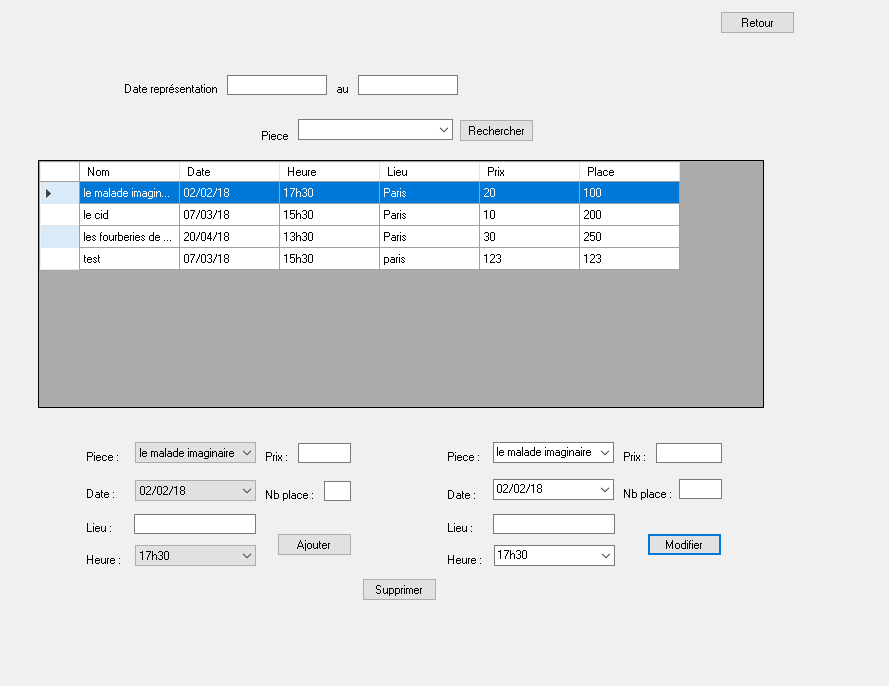 Retour
Date représentation au
Piece Rechercher
Nom Date Heure Lieu Prix Place
le malade imagin... 02/02/18 17h30 Paris 20 100
le cid 07/03/18 15h30 Paris 10 200
les fourberies de ... 20/04/18 13h30 Paris 30 250
test 07/03/18 15h30 paris 123 123
Piece : le malade imaginaire Prix : Piece : le malade imaginaire Prix :
Date : 02/02/18 Nb place : Date : 02/02/18 Nb place :
Lieu : Lieu :
Ajouter Modifier
Heure : 17h30 Heure : 17h30
Supprimer